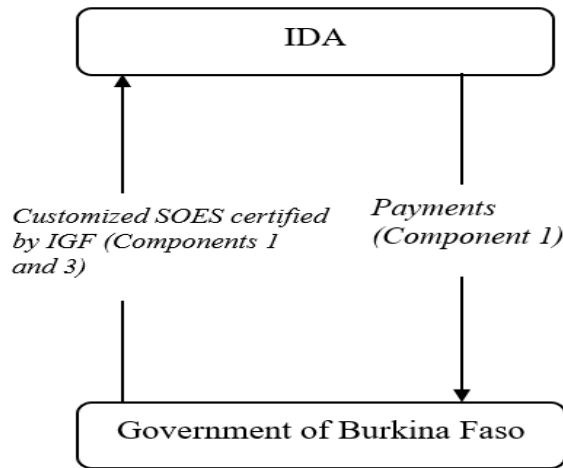 IDA
Customized SOES certified
by IGF (Components 1
and 3)
Payments
(Component 1)
Government of Burkina Faso